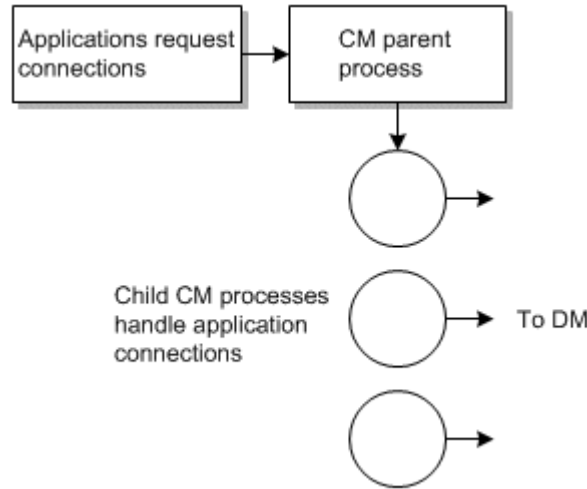 Applications request
connections
CM parent
process
Child CM processes
handle application
connections
To DM